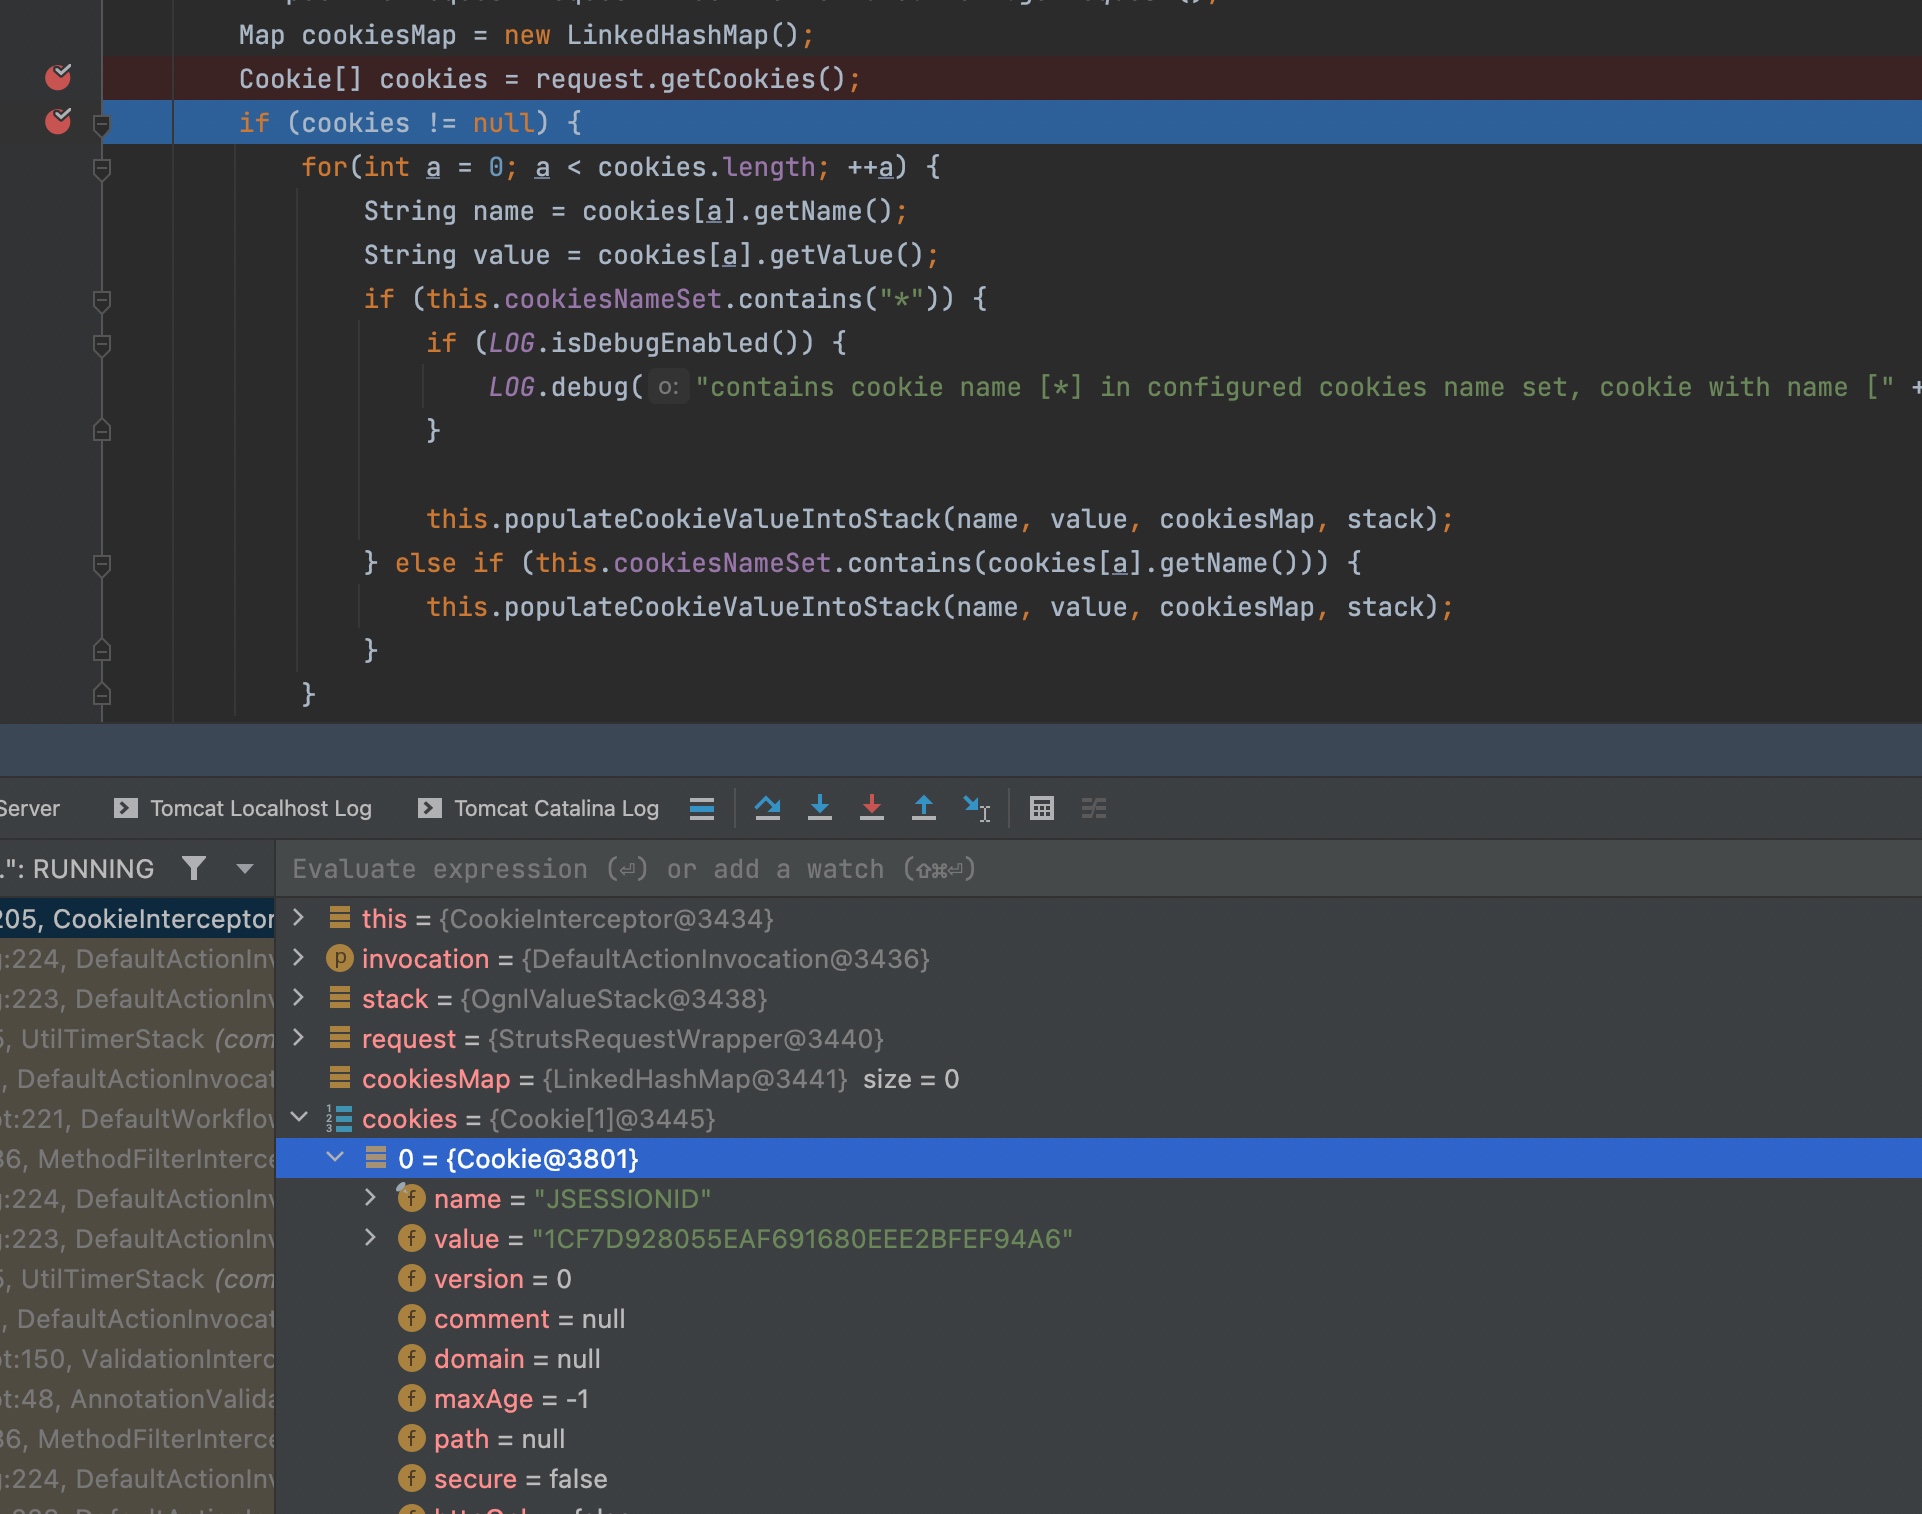 Map cookiesMap = new LinkedHashMap();
Cookie[] cookies = request.getCookies();
if (cookies != null) {
for(int a = 0; a < cookies.length; ++a) {
String name = cookies[a].getName();
String value = cookies[a].getValue();
if (this.cookiesNameSet.contains("*")) {
if (LOG.isDebugEnabled()) {
LOG.debug( o: "contains cookie name [*] in configured cookies name set, cookie with name [" +
}
this.populateCookieValueIntoStack(name, value, cookiesMap, stack);
} else if (this.cookiesNameSet.contains(cookies[a].getName())) {
this.populateCookieValueIntoStack(name, value, cookiesMap, stack);
}
}
Server Tomcat Localhost Log Tomcat Catalina Log
.": RUNNING
Evaluate expression (⏎) or add a watch (⇧⌘⏎)
205, CookieInterceptor
:224, DefaultActionInv
:223, DefaultActionInv
5, UtilTimerStack (com
, DefaultActionInvocat
ot:221, DefaultWorkflow
36, MethodFilterInterce
:224, DefaultActionInv
:223, DefaultActionInv
5, UtilTimerStack (com
, DefaultActionInvocat
ot:150, ValidationInterc
ot:48, AnnotationValida
36, MethodFilterInterce
:224, DefaultActionInv
this = {CookieInterceptor@3434}
p invocation = {DefaultActionInvocation@3436}
stack = {OgnlValueStack@3438}
request = {StrutsRequestWrapper@3440}
cookiesMap = {LinkedHashMap@3441} size = 0
cookies = {Cookie[1]@3445}
0 = {Cookie@3801}
f name = "JSESSIONID"
f value = "1CF7D928055EAF691680EEE2BFEF94A6"
f version = 0
f comment = null
f domain = null
f maxAge = -1
f path = null
f secure = false